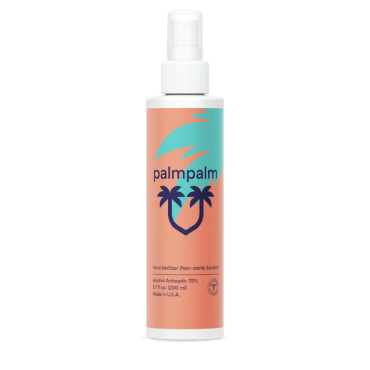 palmpalm
Hand Sanitizer (Non-sterile Solution)
Alcohol Antiseptic 70%
6.7 fl oz. (200 ml)
Made in U.S.A.